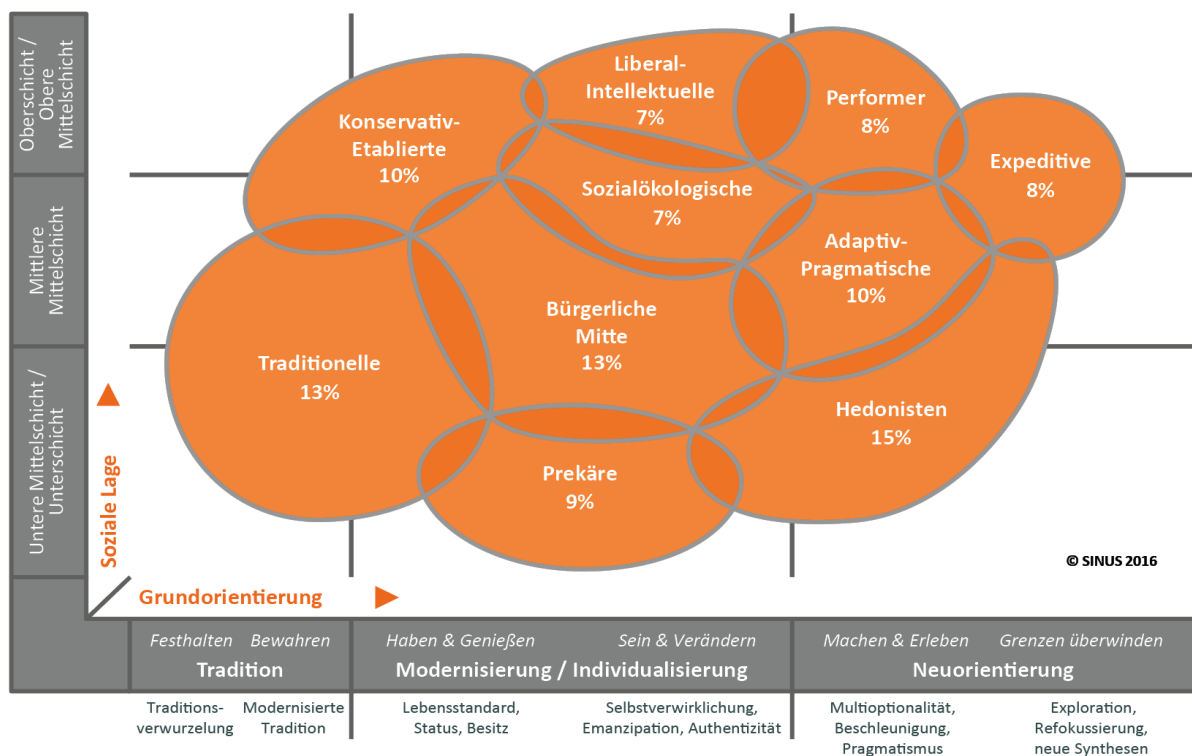 Oberschicht /
Obere
Mittelschicht
Mittlere
Mittelschicht
Untere Mittelschicht /
Unterschicht
Soziale Lage
Konservativ-
Etablierte
10%
Liberal-
Intellektuelle
7%
Performer
8%
Expeditive
8%
Sozialökologische
7%
Adaptiv-
Pragmatische
10%
Traditionelle
13%
Bürgerliche
Mitte
13%
Hedonisten
15%
Prekäre
9%
© SINUS 2016
Grundorientierung
Festhalten Bewahren
Tradition
Haben & Genießen Sein & Verändern
Modernisierung / Individualisierung
Machen & Erleben Grenzen überwinden
Neuorientierung
Traditions-
verwurzelung
Modernisierte
Tradition
Lebensstandard,
Status, Besitz
Selbstverwirklichung,
Emanzipation, Authentizität
Multioptionalität,
Beschleunigung,
Pragmatismus
Exploration,
Refokussierung,
neue Synthesen